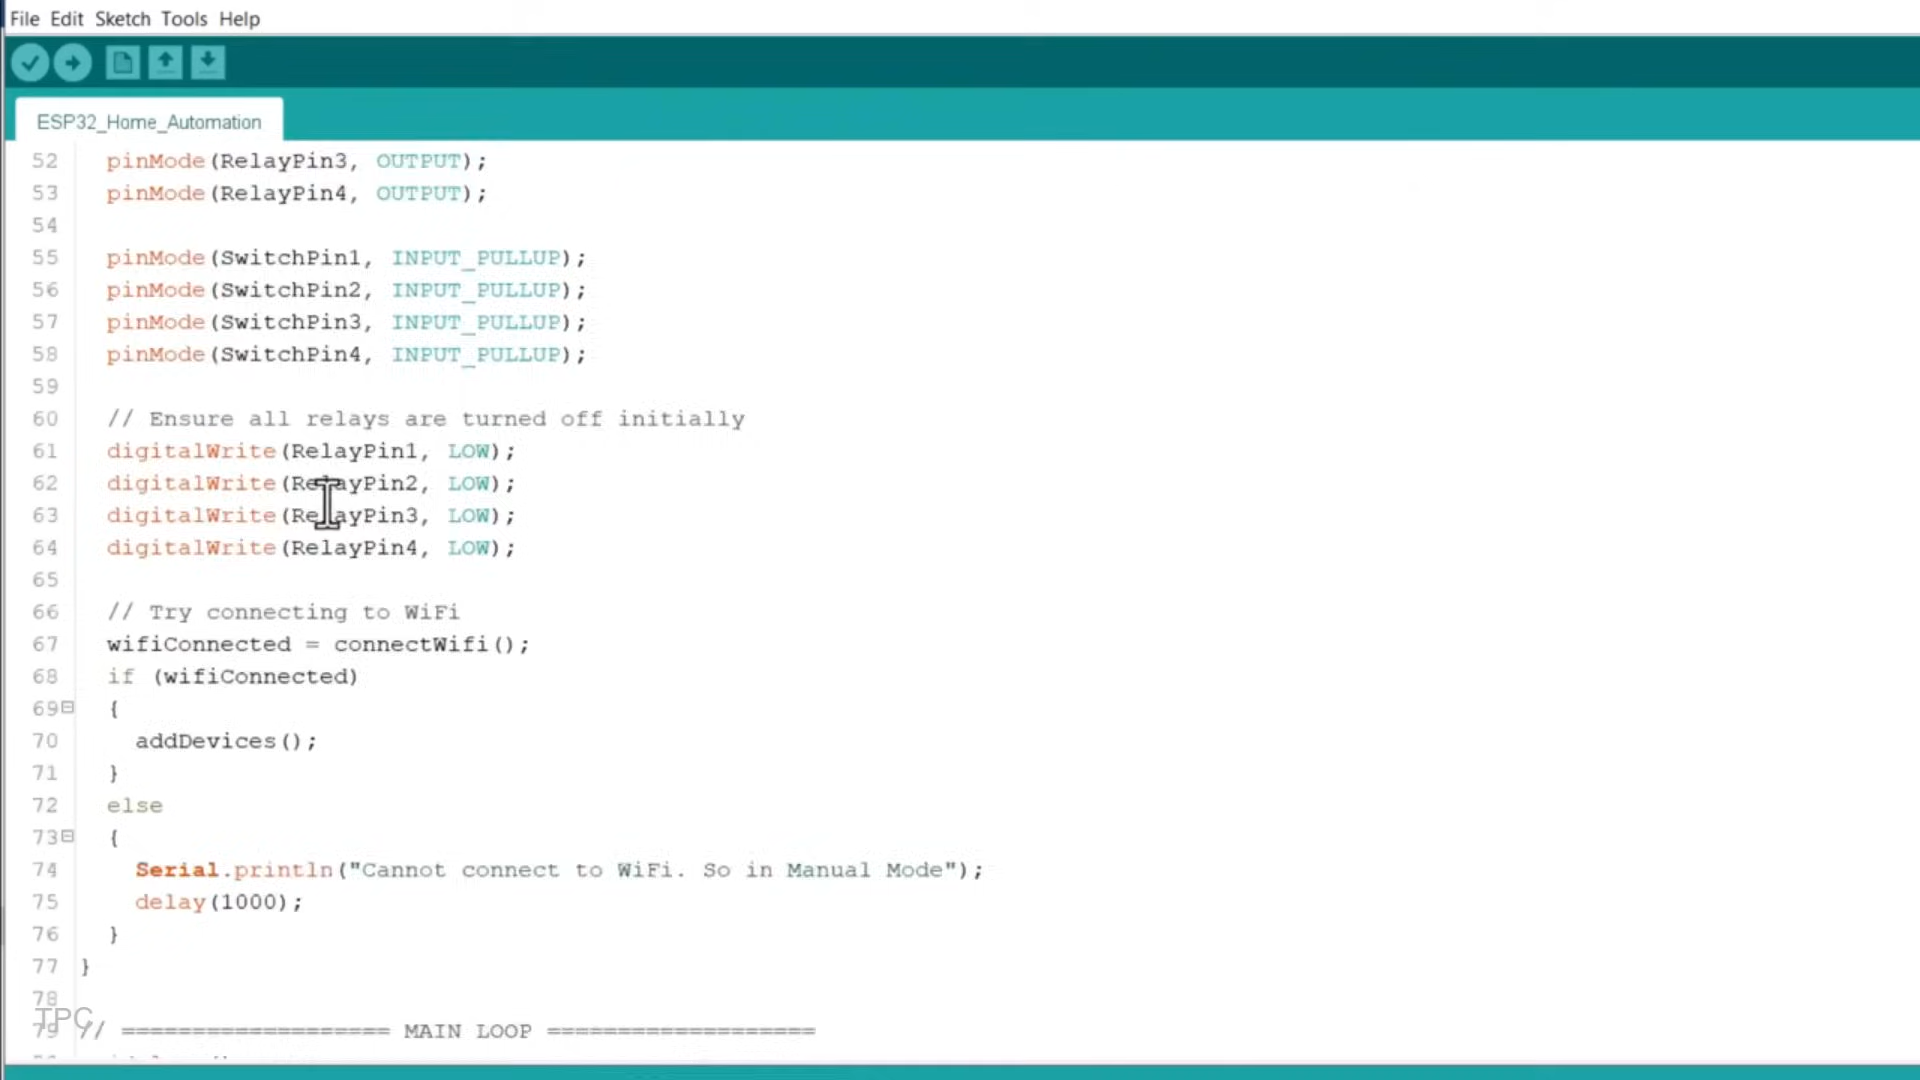 File Edit Sketch Tools Help
ESP32_Home_Automation
52 pinMode(RelayPin3, OUTPUT);
53 pinMode(RelayPin4, OUTPUT);
54
55 pinMode(SwitchPin1, INPUT_PULLUP);
56 pinMode(SwitchPin2, INPUT_PULLUP);
57 pinMode(SwitchPin3, INPUT_PULLUP);
58 pinMode(SwitchPin4, INPUT_PULLUP);
59
60 // Ensure all relays are turned off initially
61 digitalWrite(RelayPin1, LOW);
62 digitalWrite(RelayPin2, LOW);
63 digitalWrite(RelayPin3, LOW);
64 digitalWrite(RelayPin4, LOW);
65
66 // Try connecting to WiFi
67 wifiConnected = connectWifi();
68 if (wifiConnected)
69 {
70 addDevices();
71 }
72 else
73 {
74 Serial.println("Cannot connect to WiFi. So in Manual Mode");
75 delay(1000);
76 }
77 }
78
TPC
79 // =================== MAIN LOOP ===================